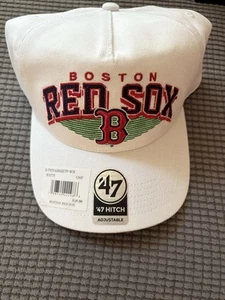 BOSTON
RED SOX
B
'47
'47 HITCH
ADJUSTABLE